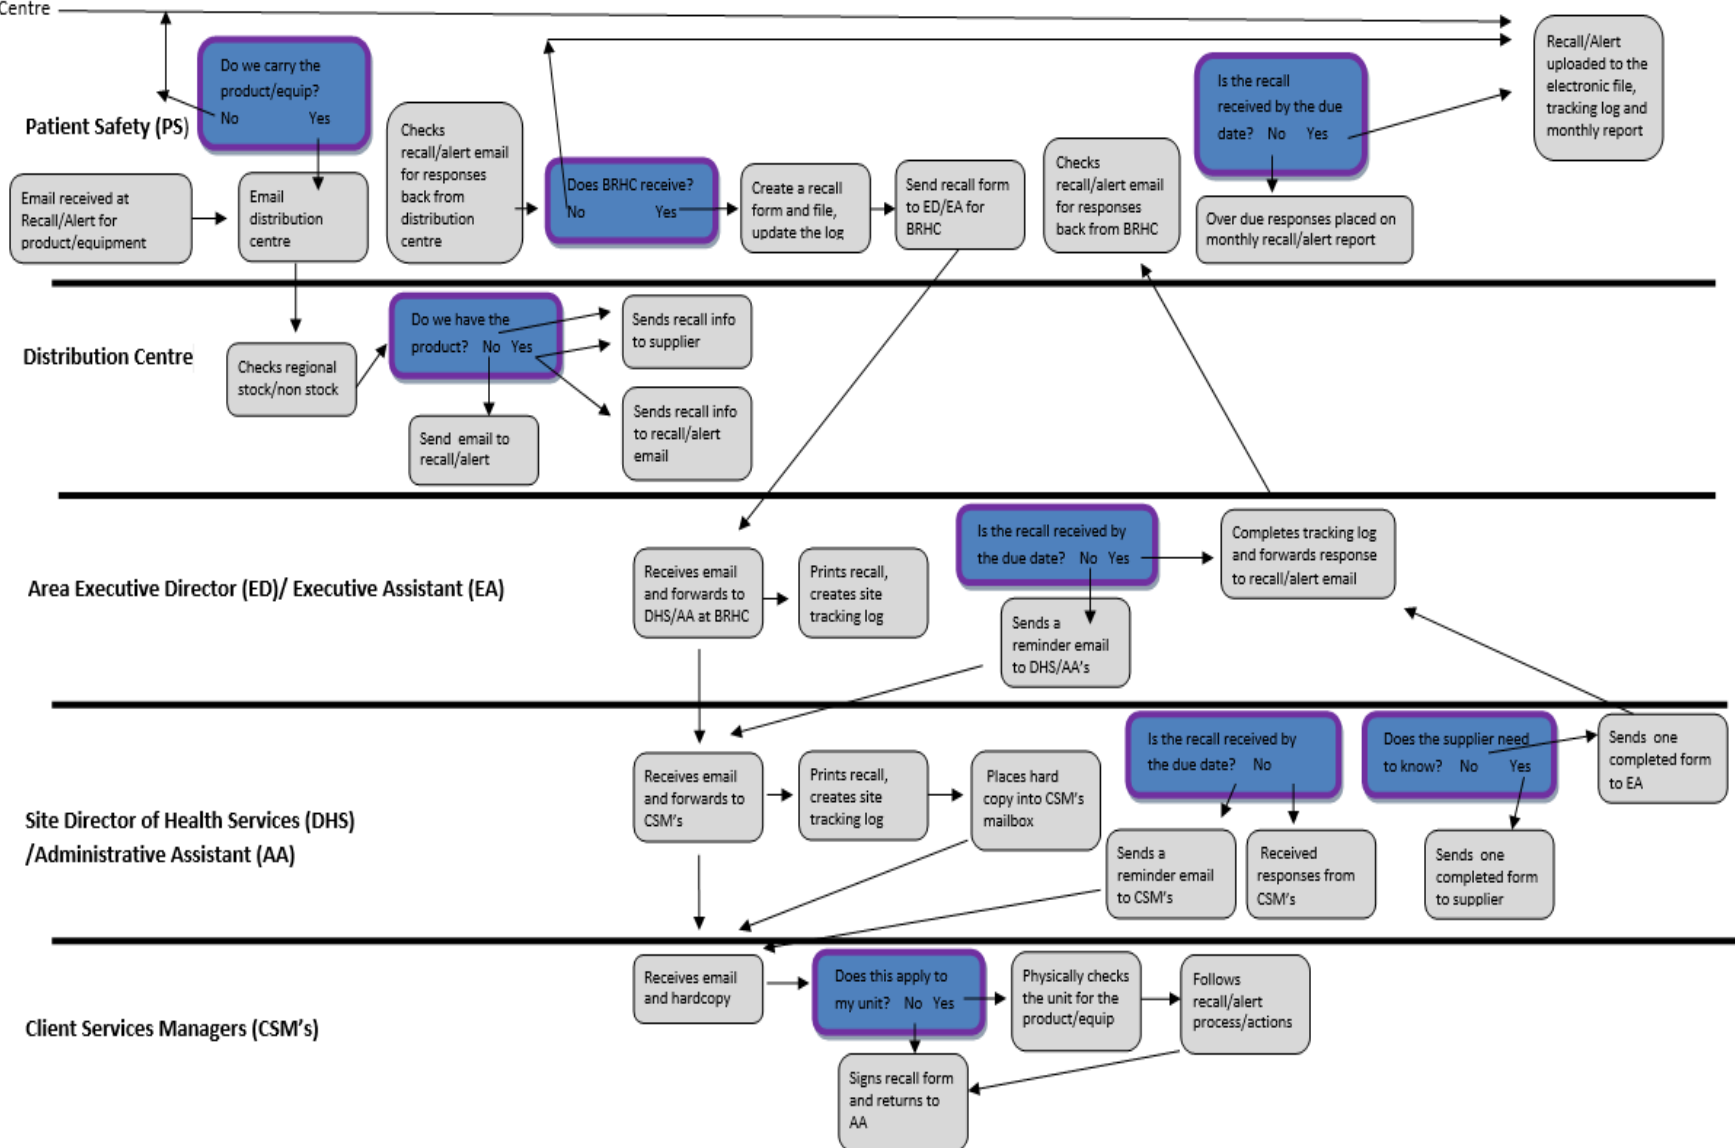 Centre
Do we carry the
product/equip?
No Yes
Patient Safety (PS)
Email received at
Recall/Alert for
product/equipment
Email
distribution
centre
Checks
recall/alert email
for responses
back from
distribution
centre
Does BRHC receive?
No Yes
Create a recall
form and file,
update the log
Send recall form
to ED/EA for
BRHC
Checks
recall/alert email
for responses
back from BRHC
Is the recall
received by the due
date? No Yes
Over due responses placed on
monthly recall/alert report
Recall/Alert
uploaded to the
electronic file,
tracking log and
monthly report
Distribution Centre
Checks regional
stock/non stock
Do we have the
product? No Yes
Send email to
recall/alert
Sends recall info
to supplier
Sends recall info
to recall/alert
email
Area Executive Director (ED)/ Executive Assistant (EA)
Receives email
and forwards to
DHS/AA at BRHC
Prints recall,
creates site
tracking log
Is the recall received by
the due date? No Yes
Sends a
reminder email
to DHS/AA's
Completes tracking log
and forwards response
to recall/alert email
Site Director of Health Services (DHS)
/Administrative Assistant (AA)
Receives email
and forwards to
CSM's
Prints recall,
creates site
tracking log
Places hard
copy into CSM's
mailbox
Is the recall received by
the due date? No
Sends a
reminder email
to CSM's
Received
responses from
CSM's
Does the supplier need
to know? No Yes
Sends one
completed form
to supplier
Sends one
completed form
to EA
Client Services Managers (CSM's)
Receives email
and hardcopy
Does this apply to
my unit? No Yes
Physically checks
the unit for the
product/equip
Follows
recall/alert
process/actions
Signs recall form
and returns to
AA